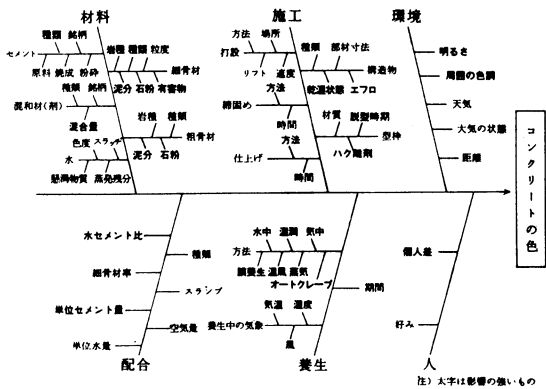 材料
施工
環境
種類 銘柄
セメント
原料 焼成 粉砕
岩種 種類 粒度
細骨材
泥分 石粉 有害物
種類 銘柄
混和材(剤)
混合量
岩種 種類
粗骨材
泥分 石粉
色度 スラッヂ
水
懸濁物質 蒸発残分
方法 場所
打設
リフト 速度
種類 部材寸法
構造物
乾湿状態 エフロ
方法
締固め
時間
材質 脱型時期
型枠
ハク離剤
方法
仕上げ
時間
明るさ
周囲の色調
天気
大気の状態
距離
コンクリートの色
水セメント比
種類
細骨材率
スランプ
単位セメント量
空気量
単位水量
配合
水中 湿潤 気中
方法
膜養生 温風 蒸気
オートクレーブ
期間
気温 湿度
養生中の気象
風
養生
個人差
好み
人
注)太字は影響の強いもの